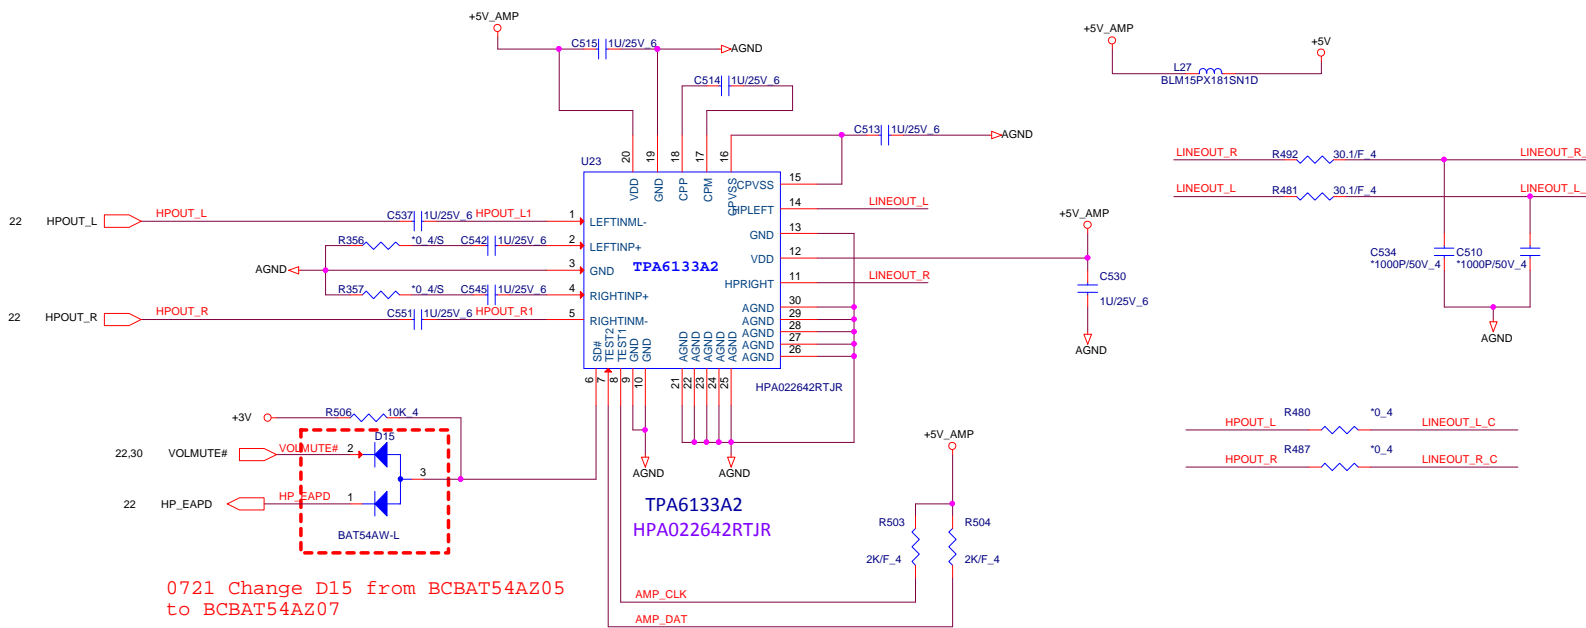 +5V_AMP
C515 1U/25V_6
AGND
C514 1U/25V_6
C513 1U/25V_6
AGND
+5V_AMP
+5V
L27
BLM15PX181SN1D
U23
20
19
18
17
16
VDD
GND
CPP
CPM
CPVSS
CPVSS
15
HPLEFT
14
LINEOUT_L
GND
13
VDD
12
HPRIGHT
11
LINEOUT_R
AGND
30
AGND
29
AGND
28
AGND
27
AGND
26
22
HPOUT_L
HPOUT_L
C537 1U/25V_6
HPOUT_L1
1
LEFTINML-
R356
*0_4/S
C542 1U/25V_6
2
LEFTINP+
AGND
3
GND
R357
*0_4/S
C545 1U/25V_6
4
RIGHTINP+
22
HPOUT_R
HPOUT_R
C551 1U/25V_6
HPOUT_R1
5
RIGHTINM-
TPA6133A2
SD#
TEST2
TEST1
GND
GND
AGND
AGND
AGND
AGND
AGND
6
7
8
9
10
21
22
23
24
25
HPA022642RTJR
+5V_AMP
C530
1U/25V_6
AGND
LINEOUT_R
R492
30.1/F_4
LINEOUT_R_
LINEOUT_L
R481
30.1/F_4
LINEOUT_L_
C534
*1000P/50V_4
C510
*1000P/50V_4
AGND
+3V
R506
10K_4
D15
22,30
VOLMUTE#
VOLMUTE#
2
3
22
HP_EAPD
HP_EAPD
1
BAT54AW-L
AGND
AGND
TPA6133A2
HPA022642RTJR
+5V_AMP
R503
2K/F_4
R504
2K/F_4
AMP_CLK
AMP_DAT
HPOUT_L
R480
*0_4
LINEOUT_L_C
HPOUT_R
R487
*0_4
LINEOUT_R_C
0721 Change D15 from BCBAT54AZ05
to BCBAT54AZ07